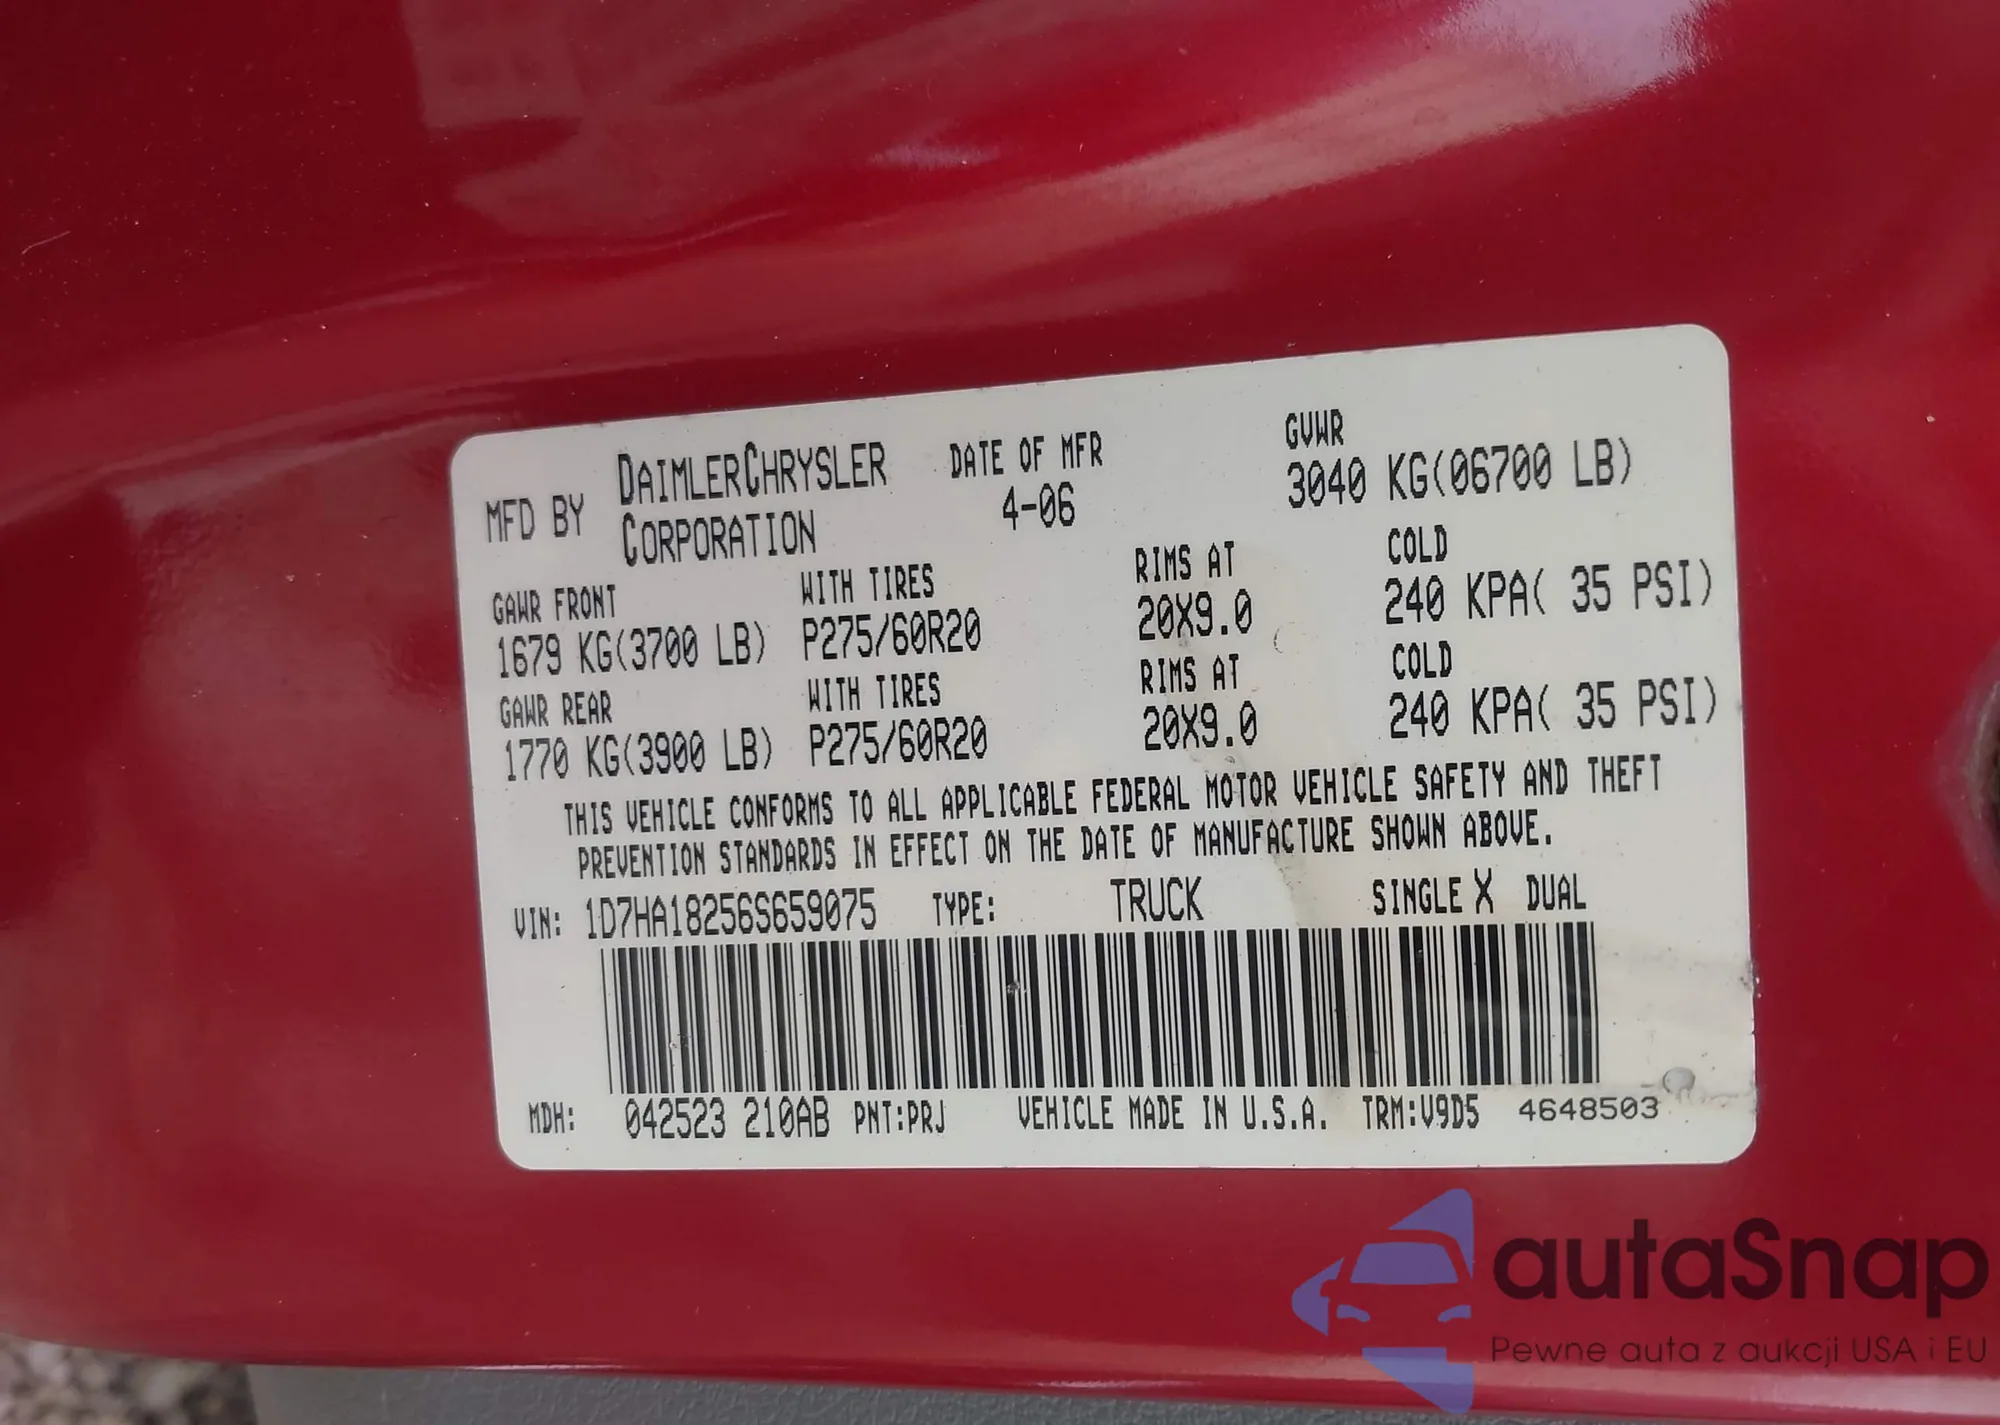 MFD BY DAIMLERCHRYSLER CORPORATION DATE OF MFR 4-06 GVWR 3040 KG(06700 LB)
GAWR FRONT WITH TIRES RIMS AT COLD
1679 KG(3700 LB) P275/60R20 20X9.0 240 KPA( 35 PSI)
GAWR REAR WITH TIRES RIMS AT COLD
1770 KG(3900 LB) P275/60R20 20X9.0 240 KPA( 35 PSI)
THIS VEHICLE CONFORMS TO ALL APPLICABLE FEDERAL MOTOR VEHICLE SAFETY AND THEFT
PREVENTION STANDARDS IN EFFECT ON THE DATE OF MANUFACTURE SHOWN ABOVE.
VIN: 1D7HA18256S659075 TYPE: TRUCK SINGLE X DUAL
MDH: 042523 210AB PNT:PRJ VEHICLE MADE IN U.S.A. TRM:V9D5 4648503
autaSnap
Pewne auta z aukcji USA i EU